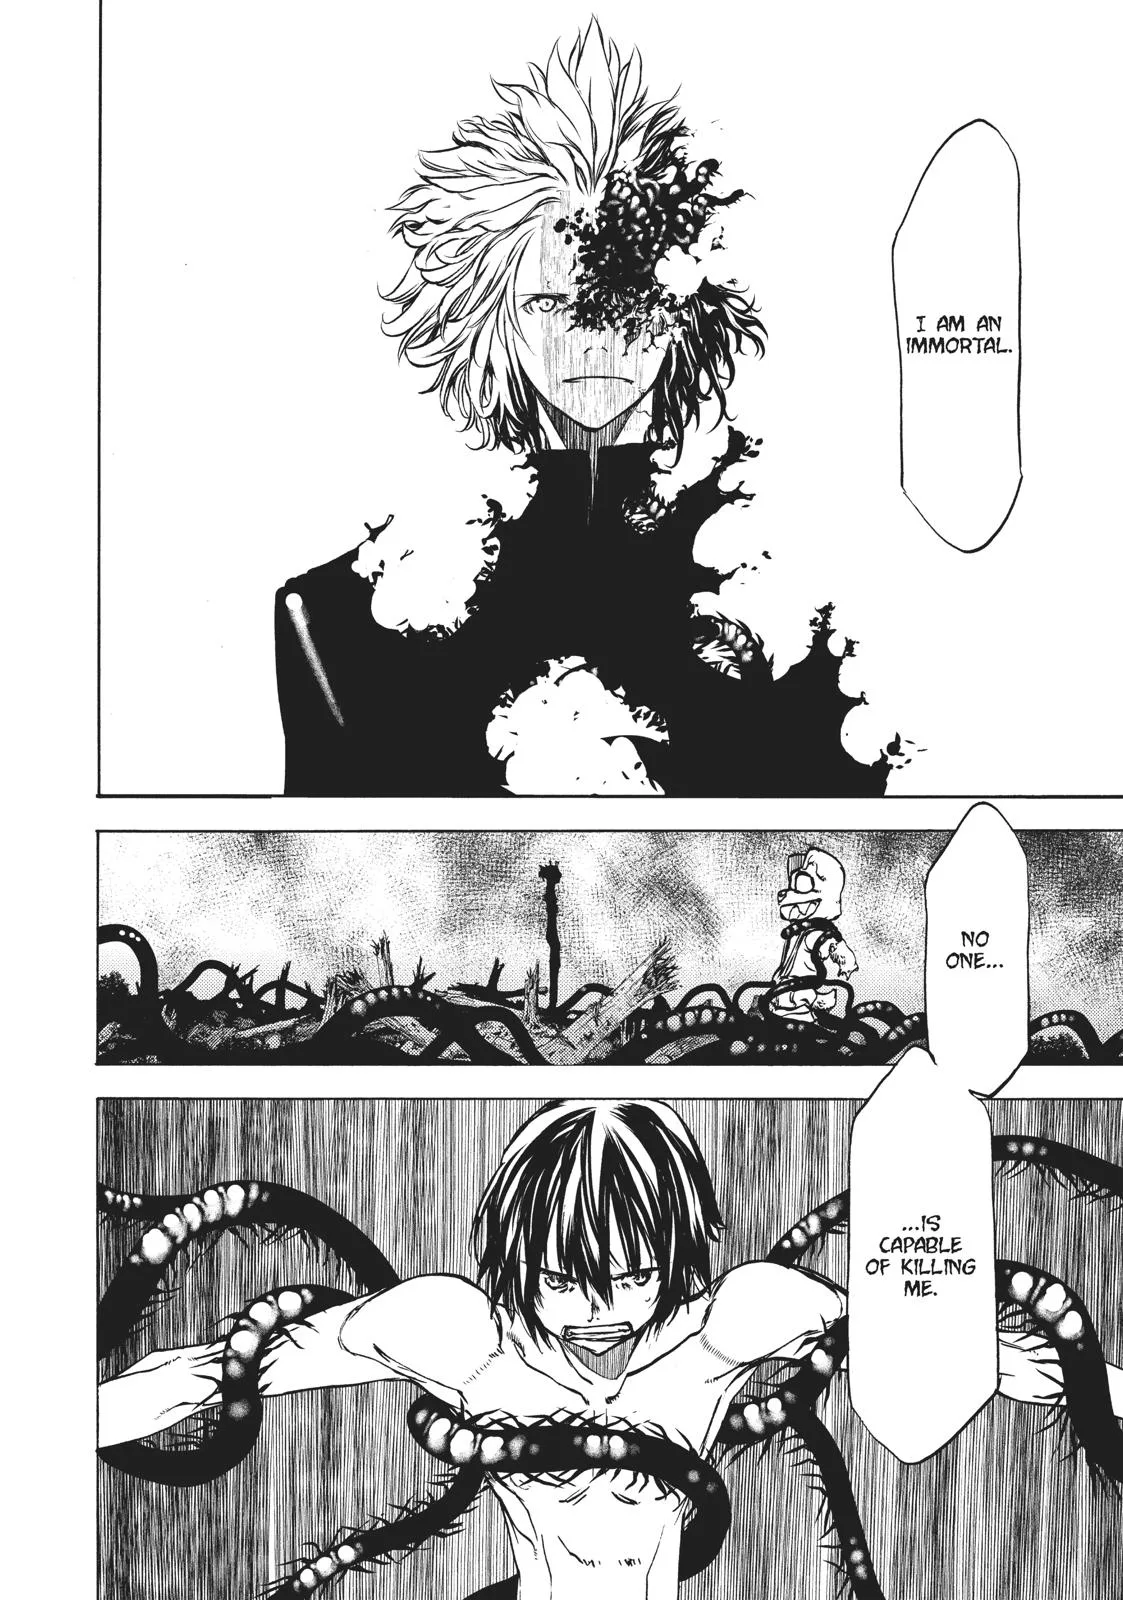 I AM AN
IMMORTAL.
NO
ONE...
...IS
CAPABLE
OF KILLING
ME.